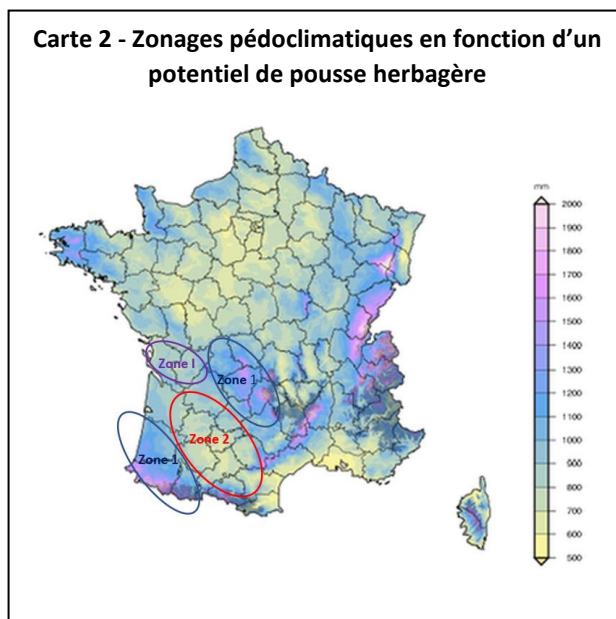 Carte 2 - Zonages pédoclimatiques en fonction d'un
potentiel de pousse herbagère
mm
2000
1900
1800
1700
1600
1500
1400
1300
1200
1100
1000
900
800
700
600
500
Zone I
Zone 1
Zone 2
Zone 1